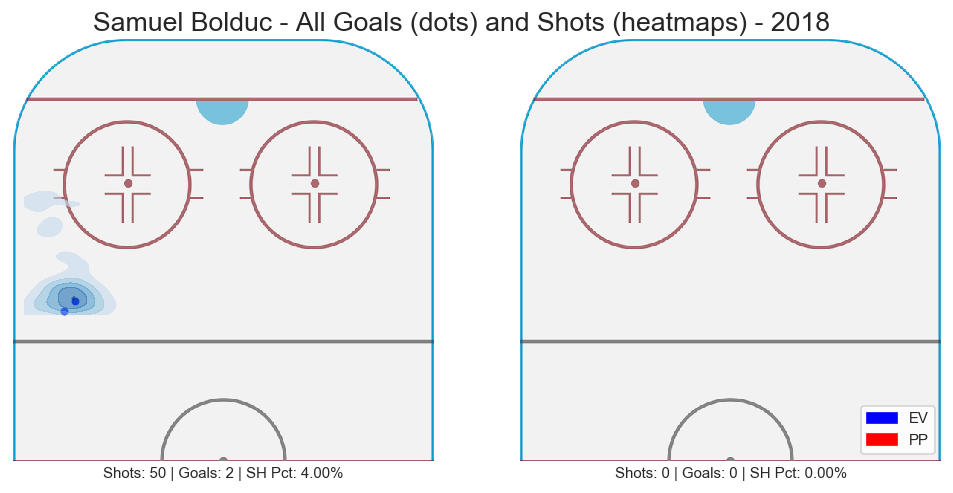 Samuel Bolduc - All Goals (dots) and Shots (heatmaps) - 2018
EV
PP
Shots: 50 | Goals: 2 | SH Pct: 4.00%
Shots: 0 | Goals: 0 | SH Pct: 0.00%